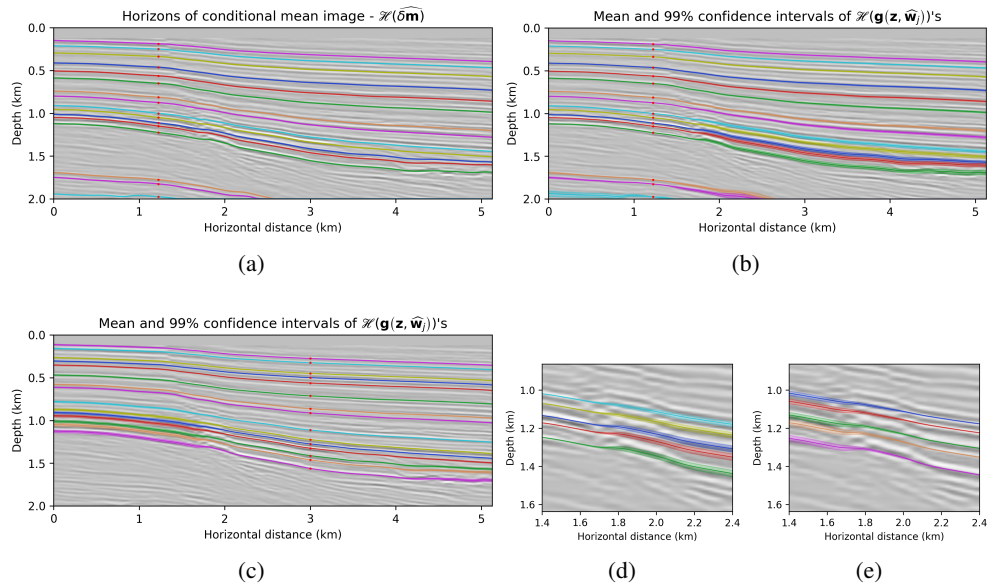 Horizons of conditional mean image - ℋ(δm̂)
0.0
0.5
1.0
1.5
2.0
Depth (km)
0
1
2
3
4
5
Horizontal distance (km)
(a)
Mean and 99% confidence intervals of ℋ(g(z, ŵⱼ))'s
0.0
0.5
1.0
1.5
2.0
Depth (km)
0
1
2
3
4
5
Horizontal distance (km)
(b)
Mean and 99% confidence intervals of ℋ(g(z, ŵⱼ))'s
0.0
0.5
1.0
1.5
2.0
Depth (km)
0
1
2
3
4
5
Horizontal distance (km)
(c)
1.0
1.2
1.4
1.6
Depth (km)
1.4
1.6
1.8
2.0
2.2
2.4
Horizontal distance (km)
(d)
1.0
1.2
1.4
1.6
Depth (km)
1.4
1.6
1.8
2.0
2.2
2.4
Horizontal distance (km)
(e)